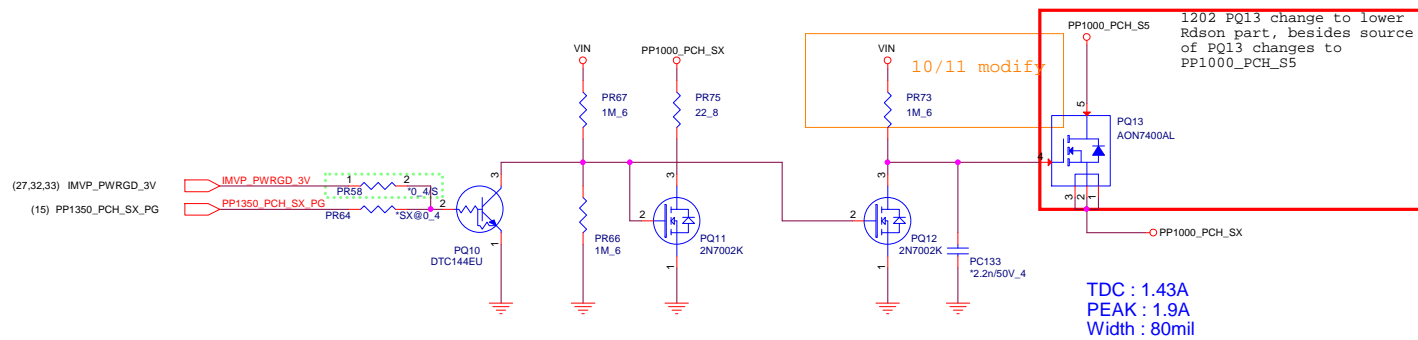 PP1000_PCH_S5
1202 PQ13 change to lower
Rdson part, besides source
of PQ13 changes to
PP1000_PCH_S5
VIN
PP1000_PCH_SX
VIN
10/11 modify
PR67
1M_6
PR75
22_8
PR73
1M_6
5
PQ13
AON7400AL
4
3
2
1
(27,32,33) IMVP_PWRGD_3V
IMVP_PWRGD_3V
1
2
PR58
*0_4/S
(15) PP1350_PCH_SX_PG
PP1350_PCH_SX_PG
PR64
*SX@0_4
2
3
1
PQ10
DTC144EU
PR66
1M_6
3
2
1
PQ11
2N7002K
3
2
1
PQ12
2N7002K
PC133
*2.2n/50V_4
PP1000_PCH_SX
TDC : 1.43A
PEAK : 1.9A
Width : 80mil